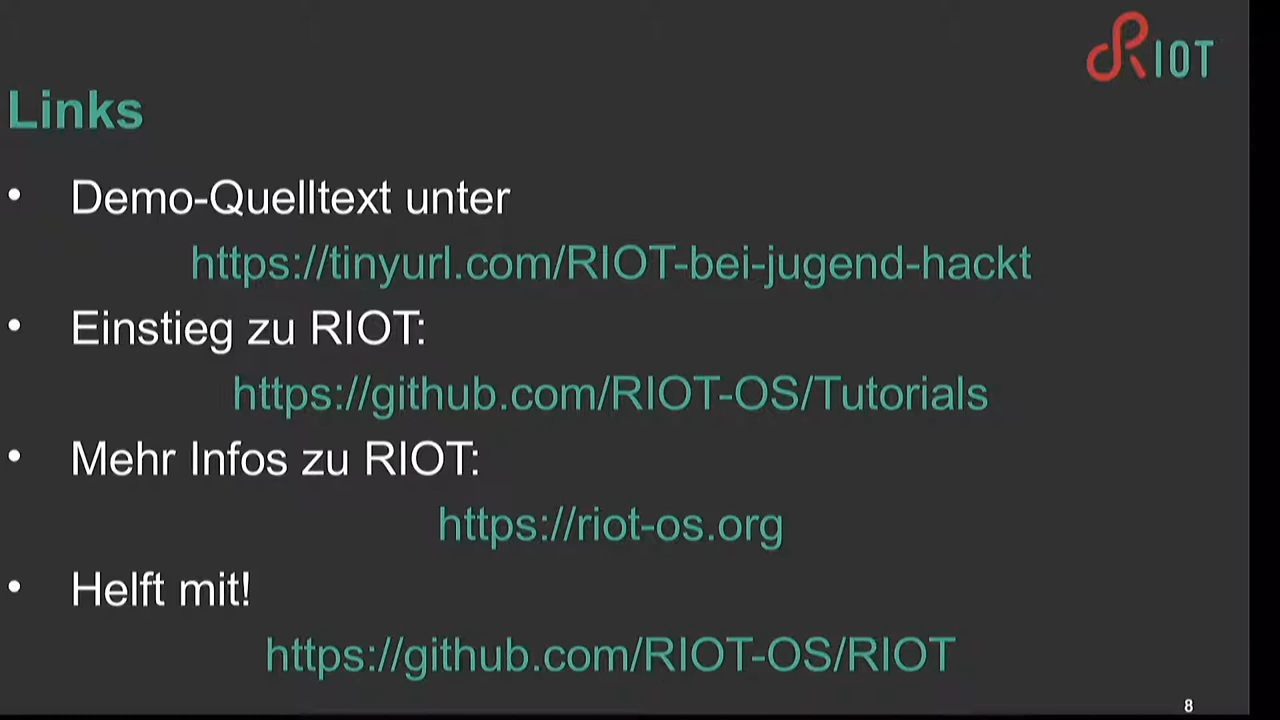 RIOT
Links
• Demo-Quelltext unter
https://tinyurl.com/RIOT-bei-jugend-hackt
• Einstieg zu RIOT:
https://github.com/RIOT-OS/Tutorials
• Mehr Infos zu RIOT:
https://riot-os.org
• Helft mit!
https://github.com/RIOT-OS/RIOT
8